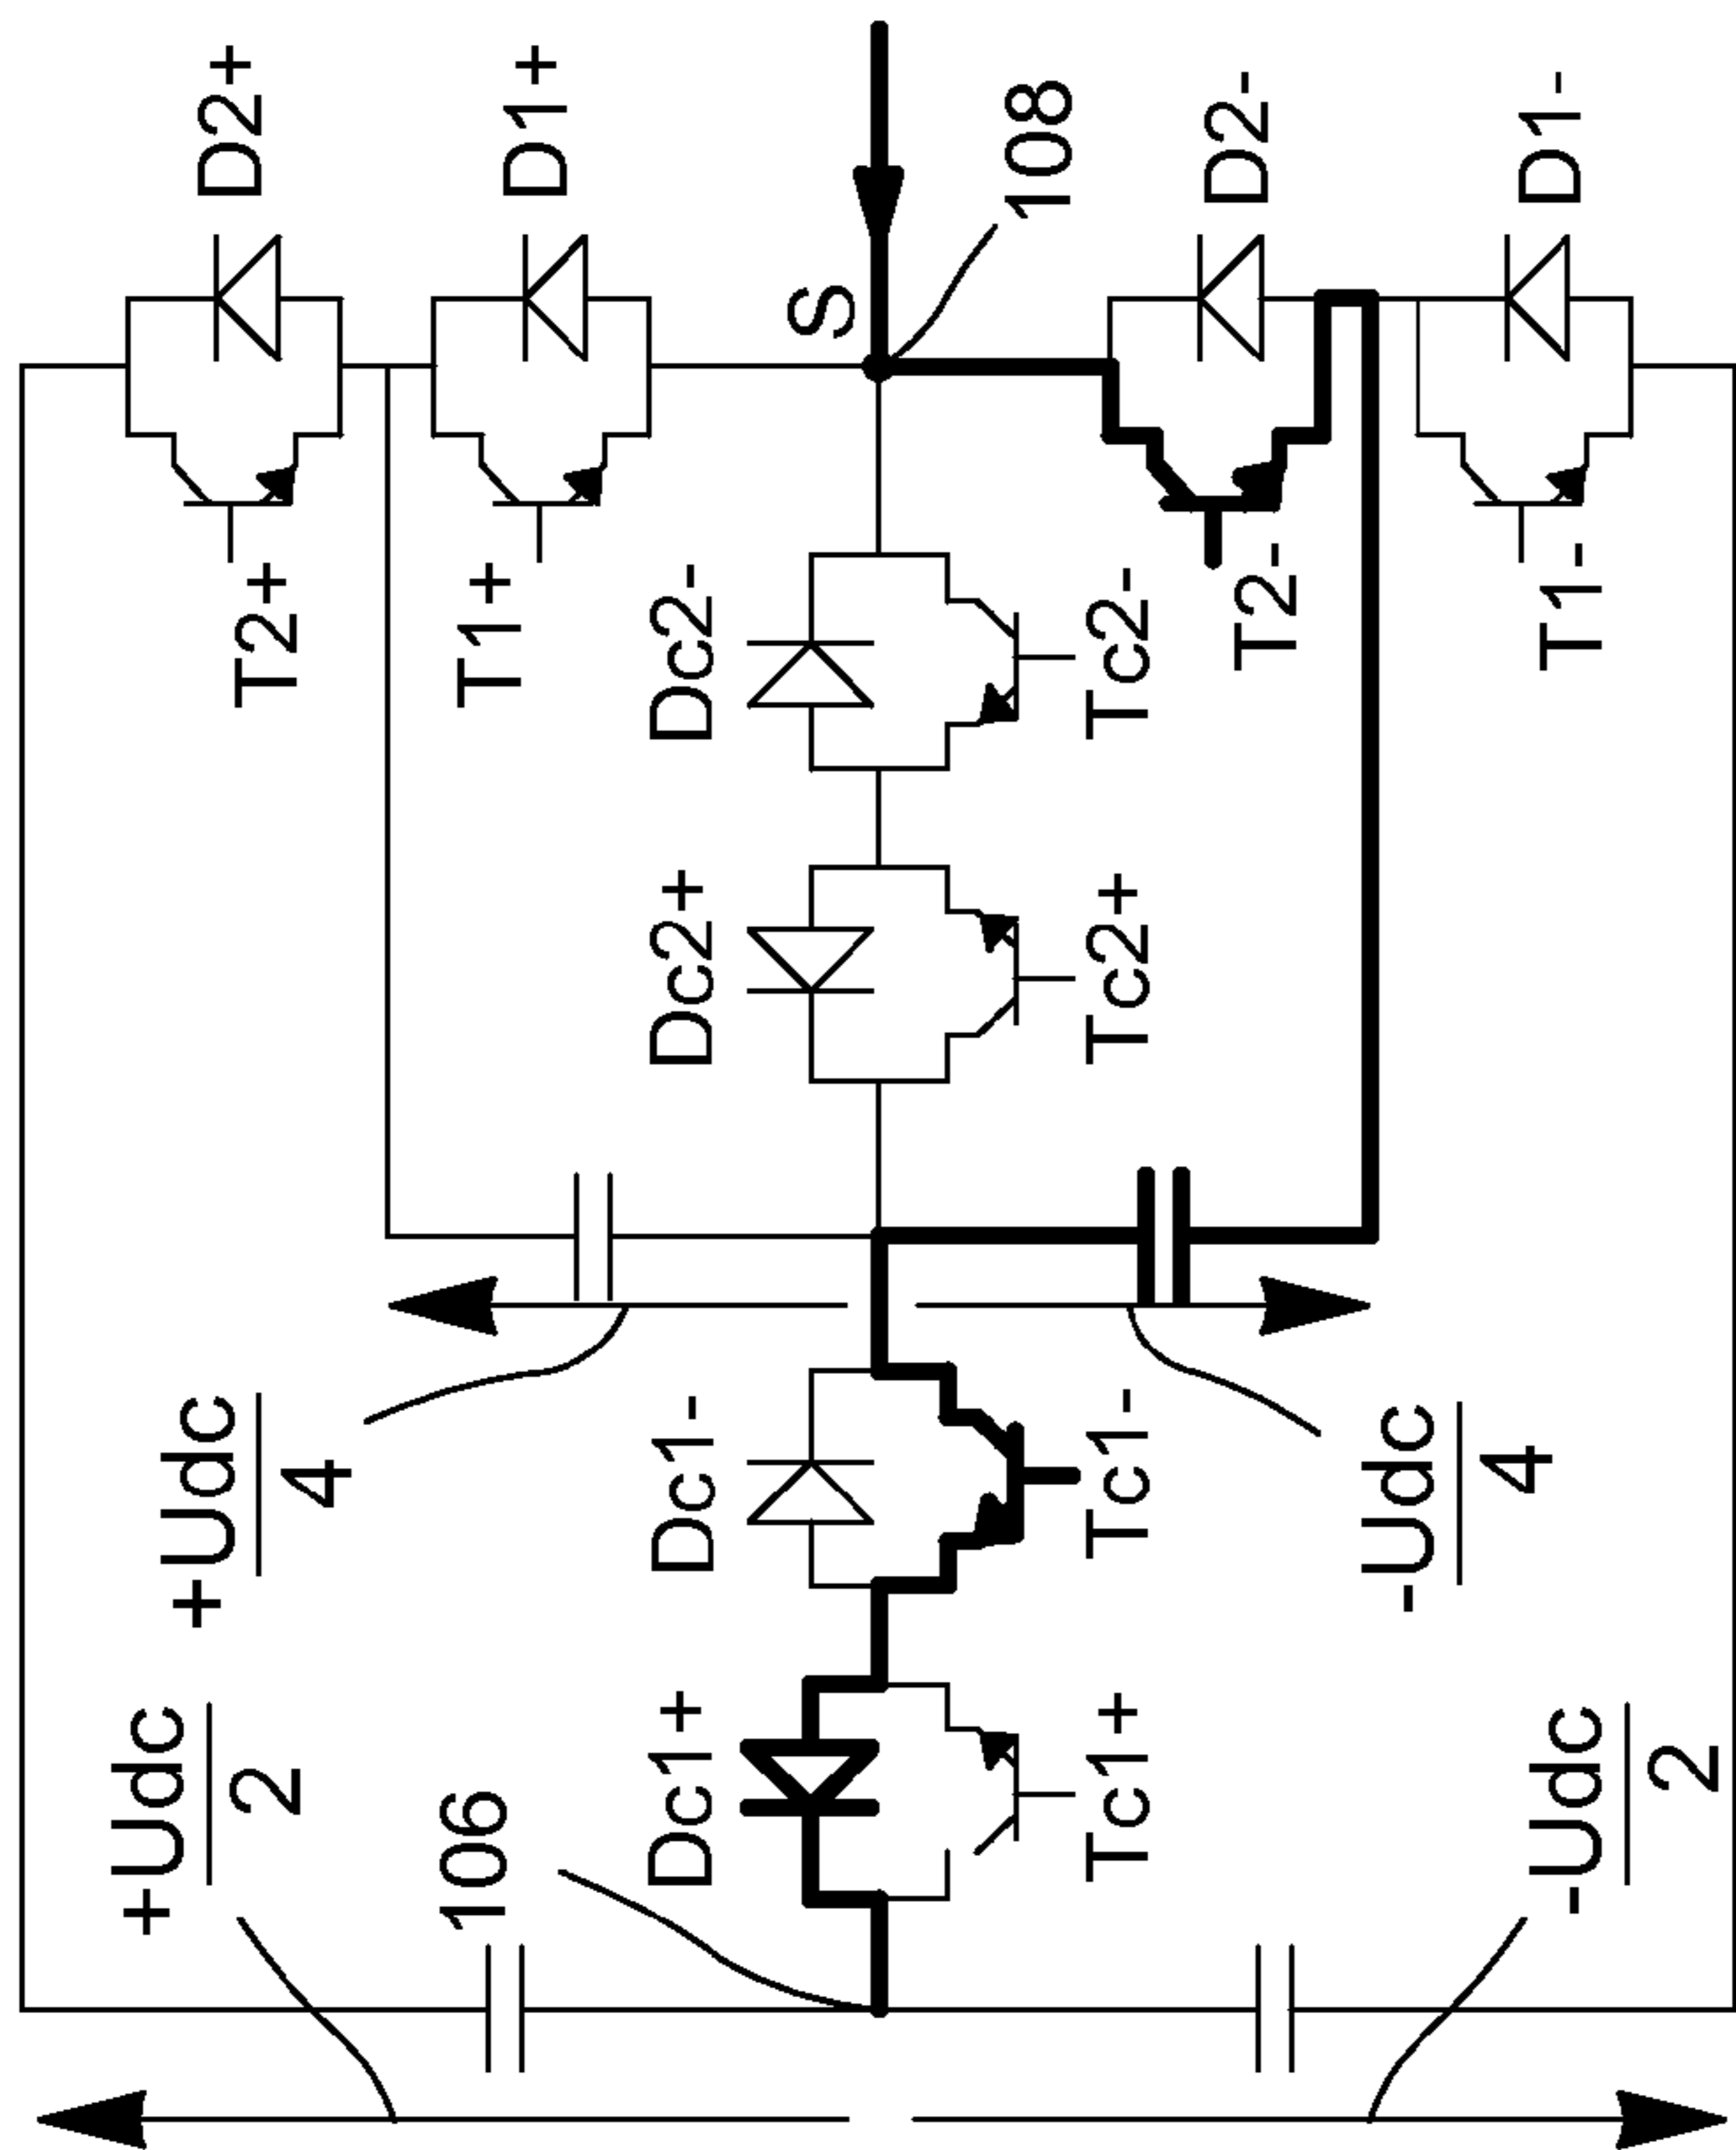 +Udc
2
+Udc
4
T2+
D2+
106
T1+
D1+
Dc1+
Dc1-
Dc2+
Dc2-
S
108
Tc1+
Tc1-
Tc2+
Tc2-
T2-
D2-
-Udc
4
-Udc
2
T1-
D1-